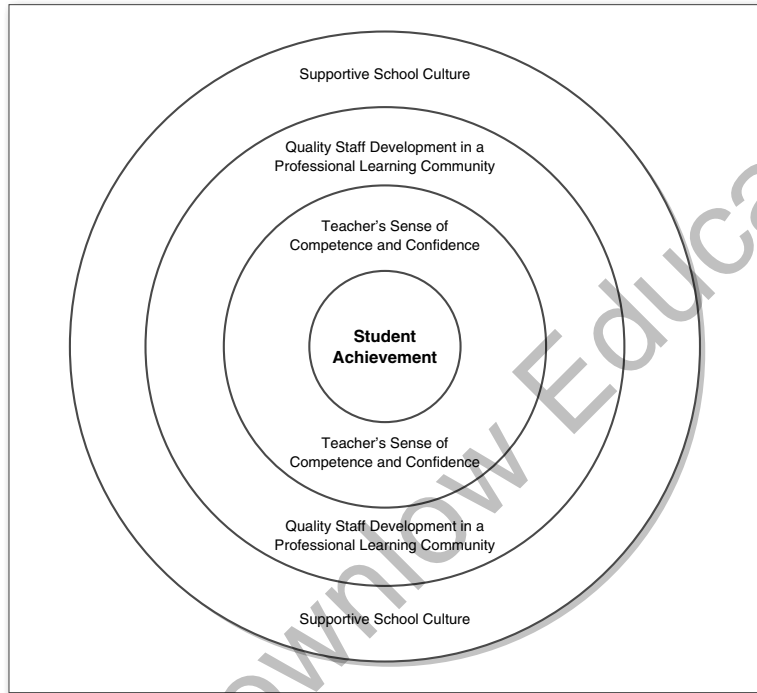 Supportive School Culture
Quality Staff Development in a
Professional Learning Community
Teacher's Sense of
Competence and Confidence
Student
Achievement
Teacher's Sense of
Competence and Confidence
Quality Staff Development in a
Professional Learning Community
Supportive School Culture